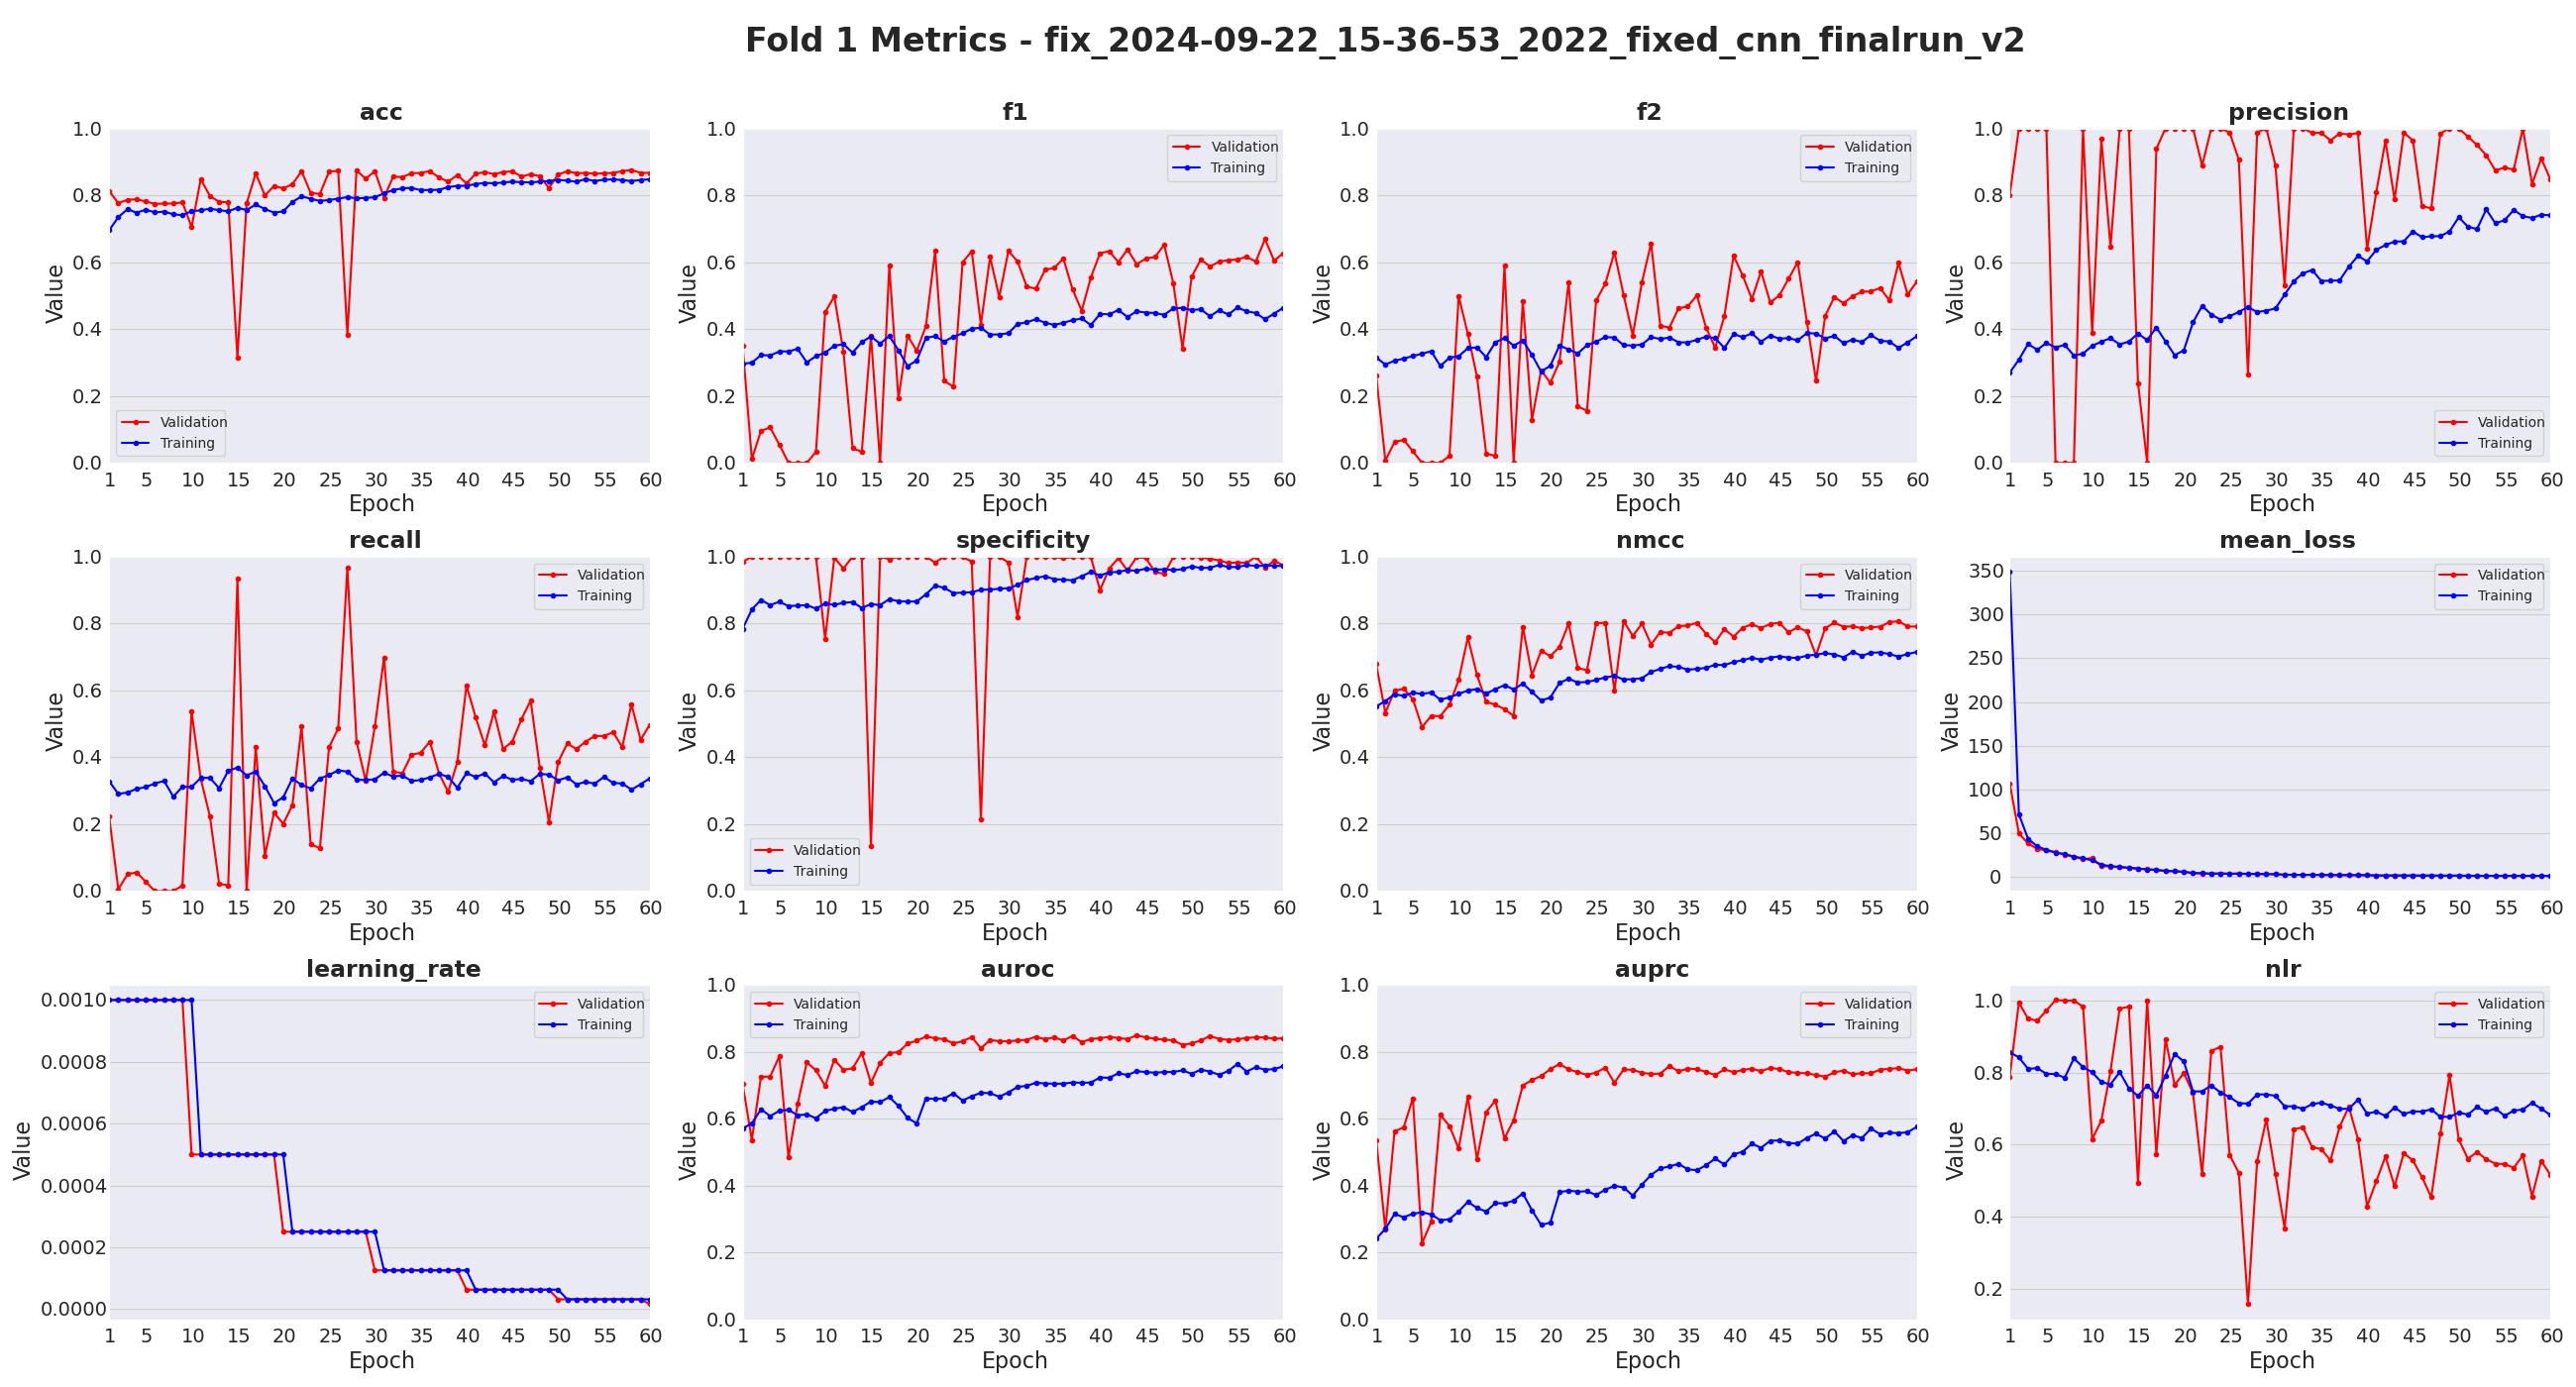 Fold 1 Metrics - fix_2024-09-22_15-36-53_2022_fixed_cnn_finalrun_v2
acc
1.0
0.8
0.6
0.4
0.2
0.0
Value
Validation
Training
1 5 10 15 20 25 30 35 40 45 50 55 60
Epoch
f1
1.0
0.8
0.6
0.4
0.2
0.0
Value
Validation
Training
1 5 10 15 20 25 30 35 40 45 50 55 60
Epoch
f2
1.0
0.8
0.6
0.4
0.2
0.0
Value
Validation
Training
1 5 10 15 20 25 30 35 40 45 50 55 60
Epoch
precision
1.0
0.8
0.6
0.4
0.2
0.0
Value
Validation
Training
1 5 10 15 20 25 30 35 40 45 50 55 60
Epoch
recall
1.0
0.8
0.6
0.4
0.2
0.0
Value
Validation
Training
1 5 10 15 20 25 30 35 40 45 50 55 60
Epoch
specificity
1.0
0.8
0.6
0.4
0.2
0.0
Value
Validation
Training
1 5 10 15 20 25 30 35 40 45 50 55 60
Epoch
nmcc
1.0
0.8
0.6
0.4
0.2
0.0
Value
Validation
Training
1 5 10 15 20 25 30 35 40 45 50 55 60
Epoch
mean_loss
350
300
250
200
150
100
50
0
Value
Validation
Training
1 5 10 15 20 25 30 35 40 45 50 55 60
Epoch
learning_rate
0.0010
0.0008
0.0006
0.0004
0.0002
0.0000
Value
Validation
Training
1 5 10 15 20 25 30 35 40 45 50 55 60
Epoch
auroc
1.0
0.8
0.6
0.4
0.2
0.0
Value
Validation
Training
1 5 10 15 20 25 30 35 40 45 50 55 60
Epoch
auprc
1.0
0.8
0.6
0.4
0.2
0.0
Value
Validation
Training
1 5 10 15 20 25 30 35 40 45 50 55 60
Epoch
nlr
1.0
0.8
0.6
0.4
0.2
Value
Validation
Training
1 5 10 15 20 25 30 35 40 45 50 55 60
Epoch